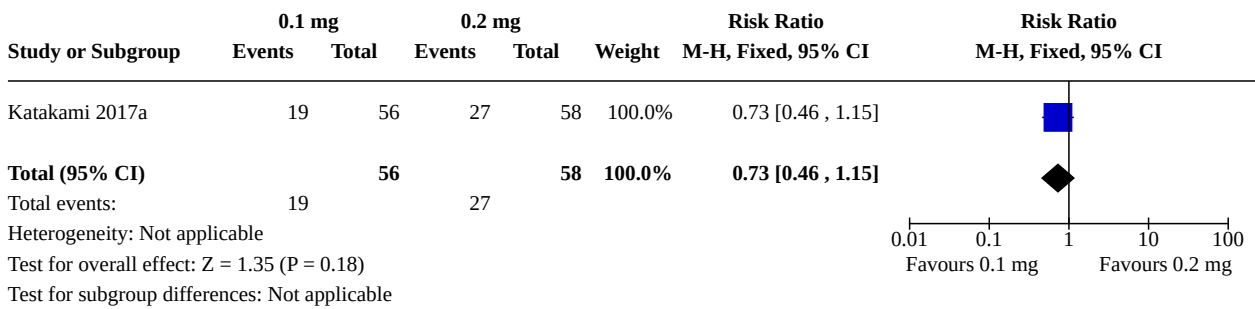 0.1 mg 0.2 mg Risk Ratio Risk Ratio
Study or Subgroup Events Total Events Total Weight M-H, Fixed, 95% CI M-H, Fixed, 95% CI
Katakami 2017a 19 56 27 58 100.0% 0.73 [0.46 , 1.15]
Total (95% CI) 56 58 100.0% 0.73 [0.46 , 1.15]
Total events: 19 27
Heterogeneity: Not applicable 0.01 0.1 1 10 100
Test for overall effect: Z = 1.35 (P = 0.18) Favours 0.1 mg Favours 0.2 mg
Test for subgroup differences: Not applicable